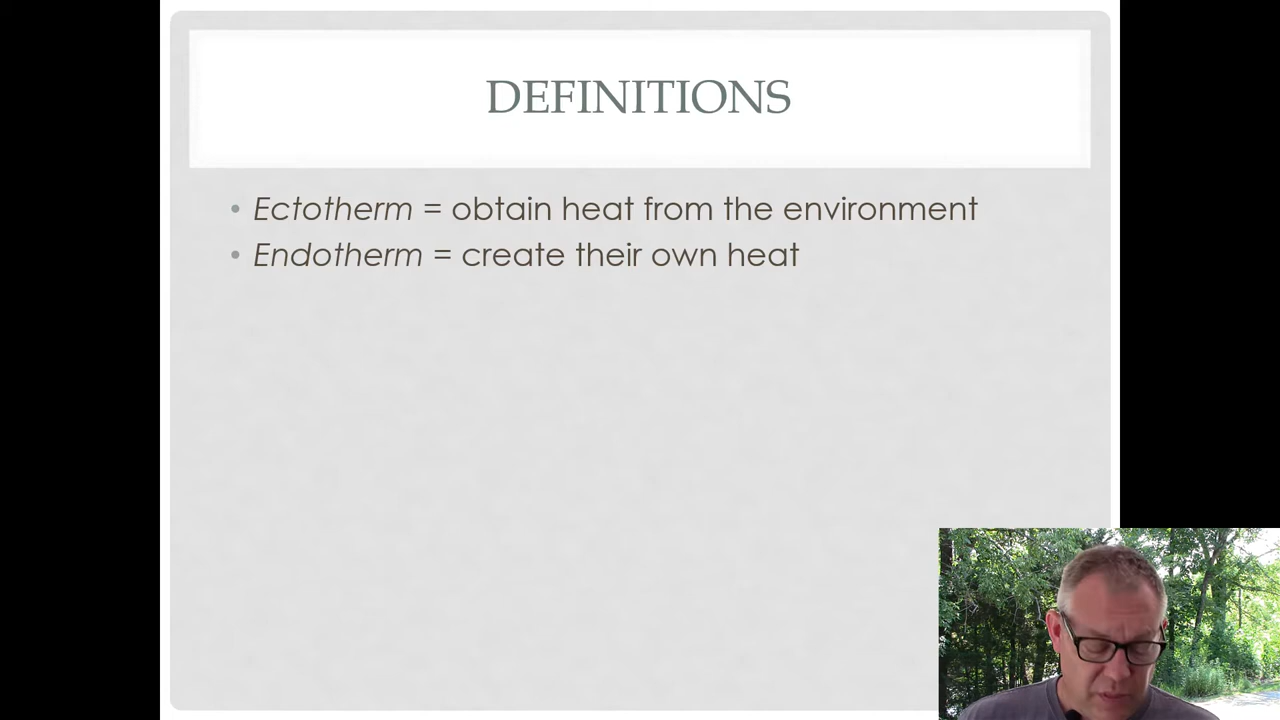 DEFINITIONS
• Ectotherm = obtain heat from the environment
• Endotherm = create their own heat